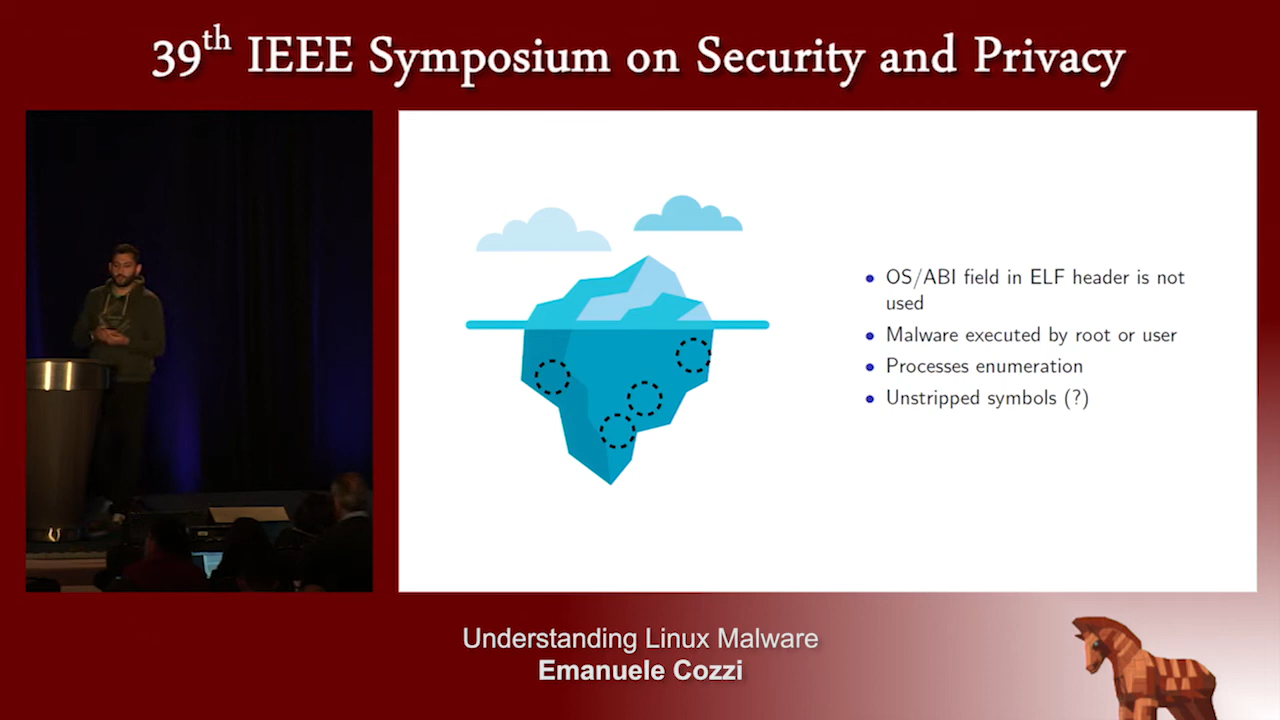 39th IEEE Symposium on Security and Privacy
• OS/ABI field in ELF header is not
used
• Malware executed by root or user
• Processes enumeration
• Unstripped symbols (?)
Understanding Linux Malware
Emanuele Cozzi